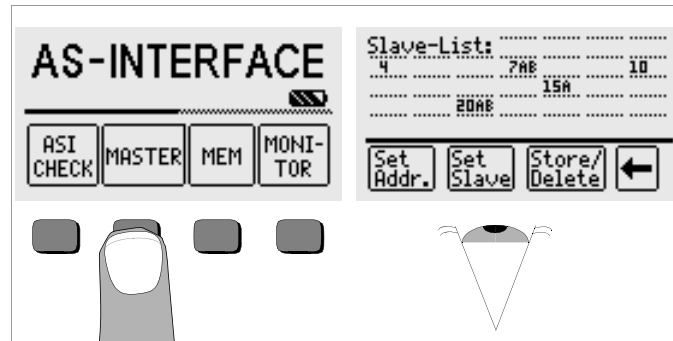 AS-INTERFACE
ASI CHECK
MASTER
MEM
MONI-TOR
Slave-List:
4 7AB 10
15A
20AB
Set Addr.
Set Slave
Store/Delete